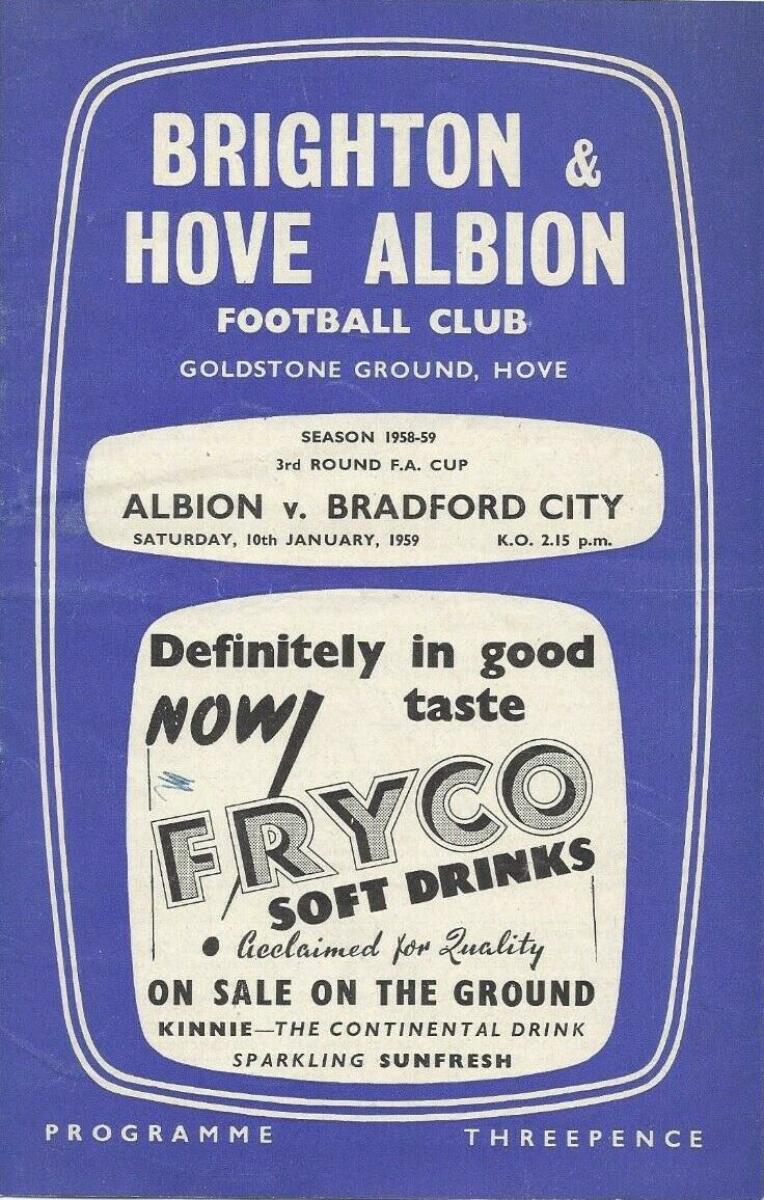 BRIGHTON &
HOVE ALBION
FOOTBALL CLUB
GOLDSTONE GROUND, HOVE
SEASON 1958-59
3rd ROUND F.A. CUP
ALBION v. BRADFORD CITY
SATURDAY, 10th JANUARY, 1959 K.O. 2.15 p.m.
Definitely in good
NOW! taste
FRYCO
SOFT DRINKS
• Acclaimed for Quality
ON SALE ON THE GROUND
KINNIE—THE CONTINENTAL DRINK
SPARKLING SUNFRESH
PROGRAMME THREEPENCE